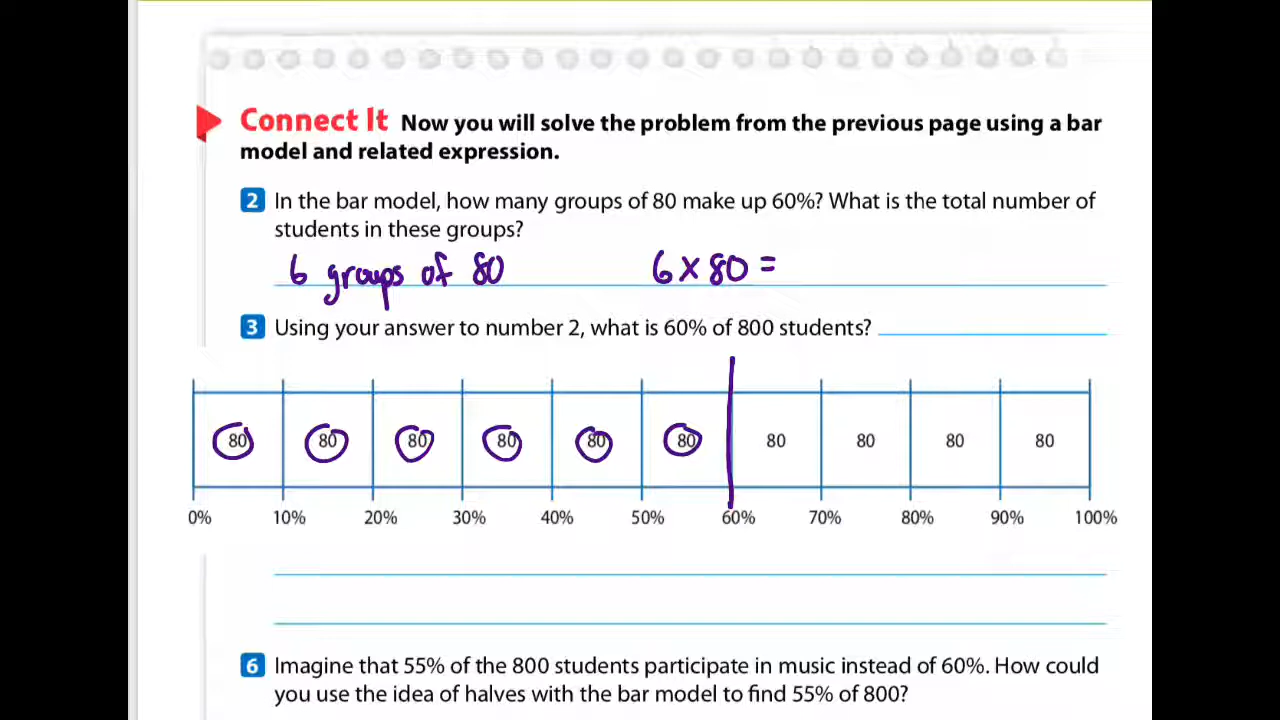 Connect It Now you will solve the problem from the previous page using a bar
model and related expression.
2 In the bar model, how many groups of 80 make up 60%? What is the total number of
students in these groups?
6 groups of 80 6 x 80 =
3 Using your answer to number 2, what is 60% of 800 students?
80 80 80 80 80 80 80 80 80 80
0% 10% 20% 30% 40% 50% 60% 70% 80% 90% 100%
6 Imagine that 55% of the 800 students participate in music instead of 60%. How could
you use the idea of halves with the bar model to find 55% of 800?